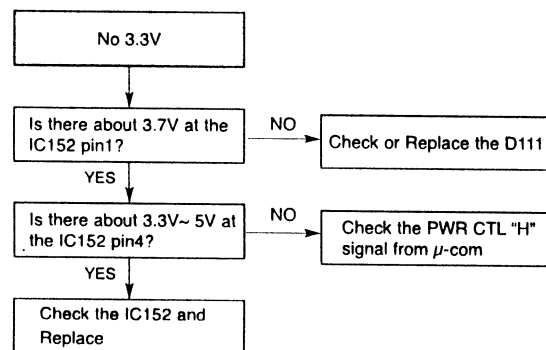 No 3.3V
Is there about 3.7V at the
IC152 pin1?
NO
Check or Replace the D111
YES
Is there about 3.3V~ 5V at
the IC152 pin4?
NO
Check the PWR CTL "H"
signal from μ-com
YES
Check the IC152 and
Replace